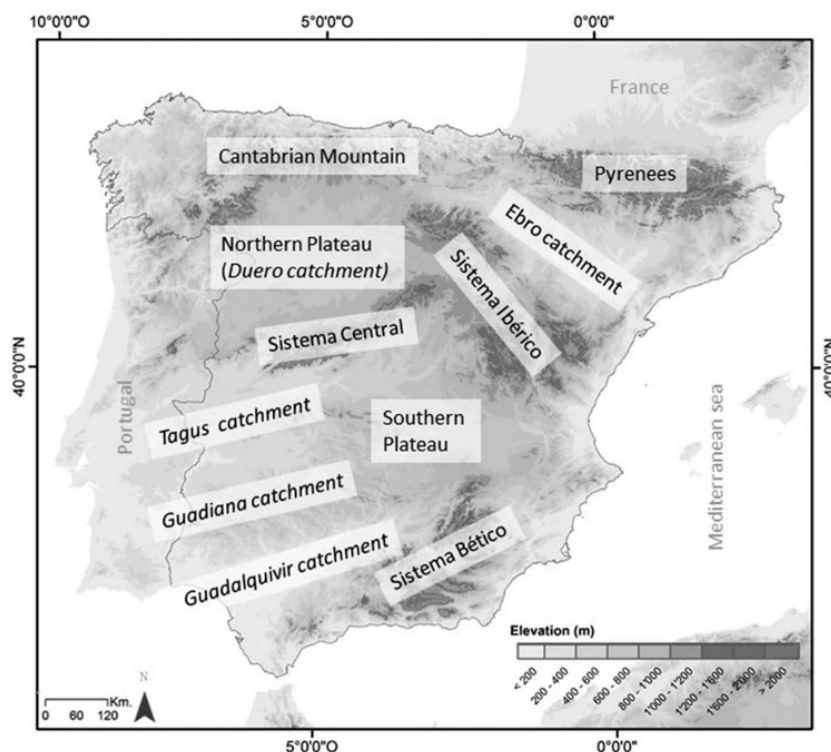 10°0'0"O
5°0'0"O
0°0'0"
France
Cantabrian Mountain
Pyrenees
Ebro catchment
Northern Plateau
(Duero catchment)
Sistema Ibérico
Sistema Central
40°0'0"N
40°0'0"N
Portugal
Tagus catchment
Southern
Plateau
Mediterranean sea
Guadiana catchment
Guadalquivir catchment
Sistema Bético
Elevation (m)
< 200
200 - 400
400 - 600
600 - 800
800 - 1'000
1'000 - 1'200
1'200 - 1'600
1'600 - 2'000
> 2000
N
Km.
0 60 120
5°0'0"O
0°0'0"